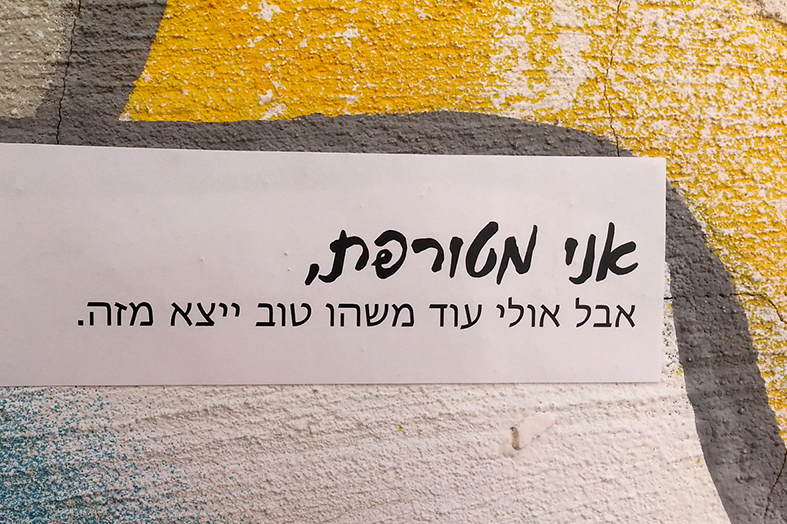 אני מטורפת,
אבל אולי עוד משהו טוב ייצא מזה.